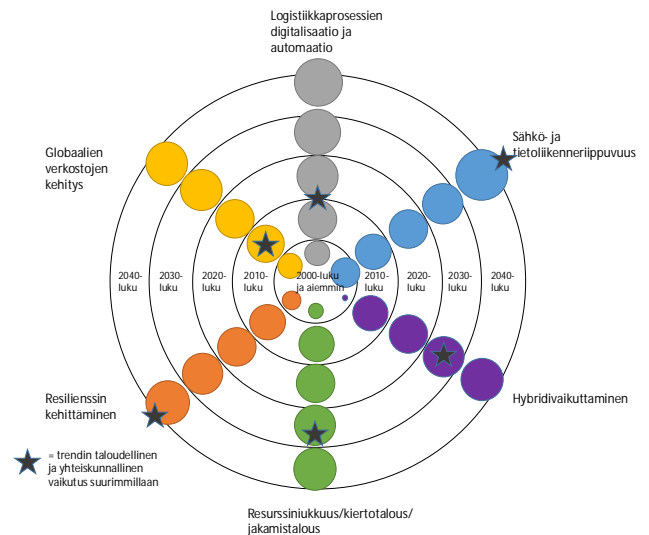 Logistiikkaprosessien
digitalisaatio ja
automaatio
Sähkö- ja
tietoliikenneriippuvuus
Globaalien
verkostojen
kehitys
2040-
luku
2030-
luku
2020-
luku
2010-
luku
2000-luku
ja aiemmin
2010-
luku
2020-
luku
2030-
luku
2040-
luku
Resilienssin
kehittäminen
Hybridivaikuttaminen
= trendin taloudellinen
ja yhteiskunnallinen
vaikutus suurimmillaan
Resurssiniukkuus/kiertotalous/
jakamistalous